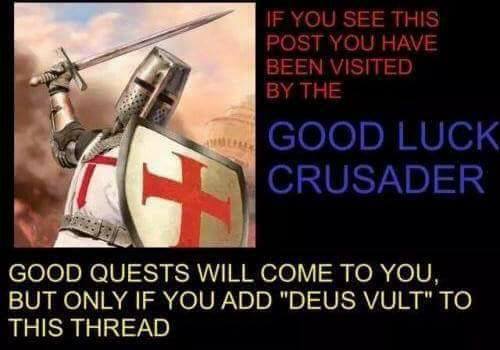 IF YOU SEE THIS
POST YOU HAVE
BEEN VISITED
BY THE
GOOD LUCK
CRUSADER
GOOD QUESTS WILL COME TO YOU,
BUT ONLY IF YOU ADD "DEUS VULT" TO
THIS THREAD